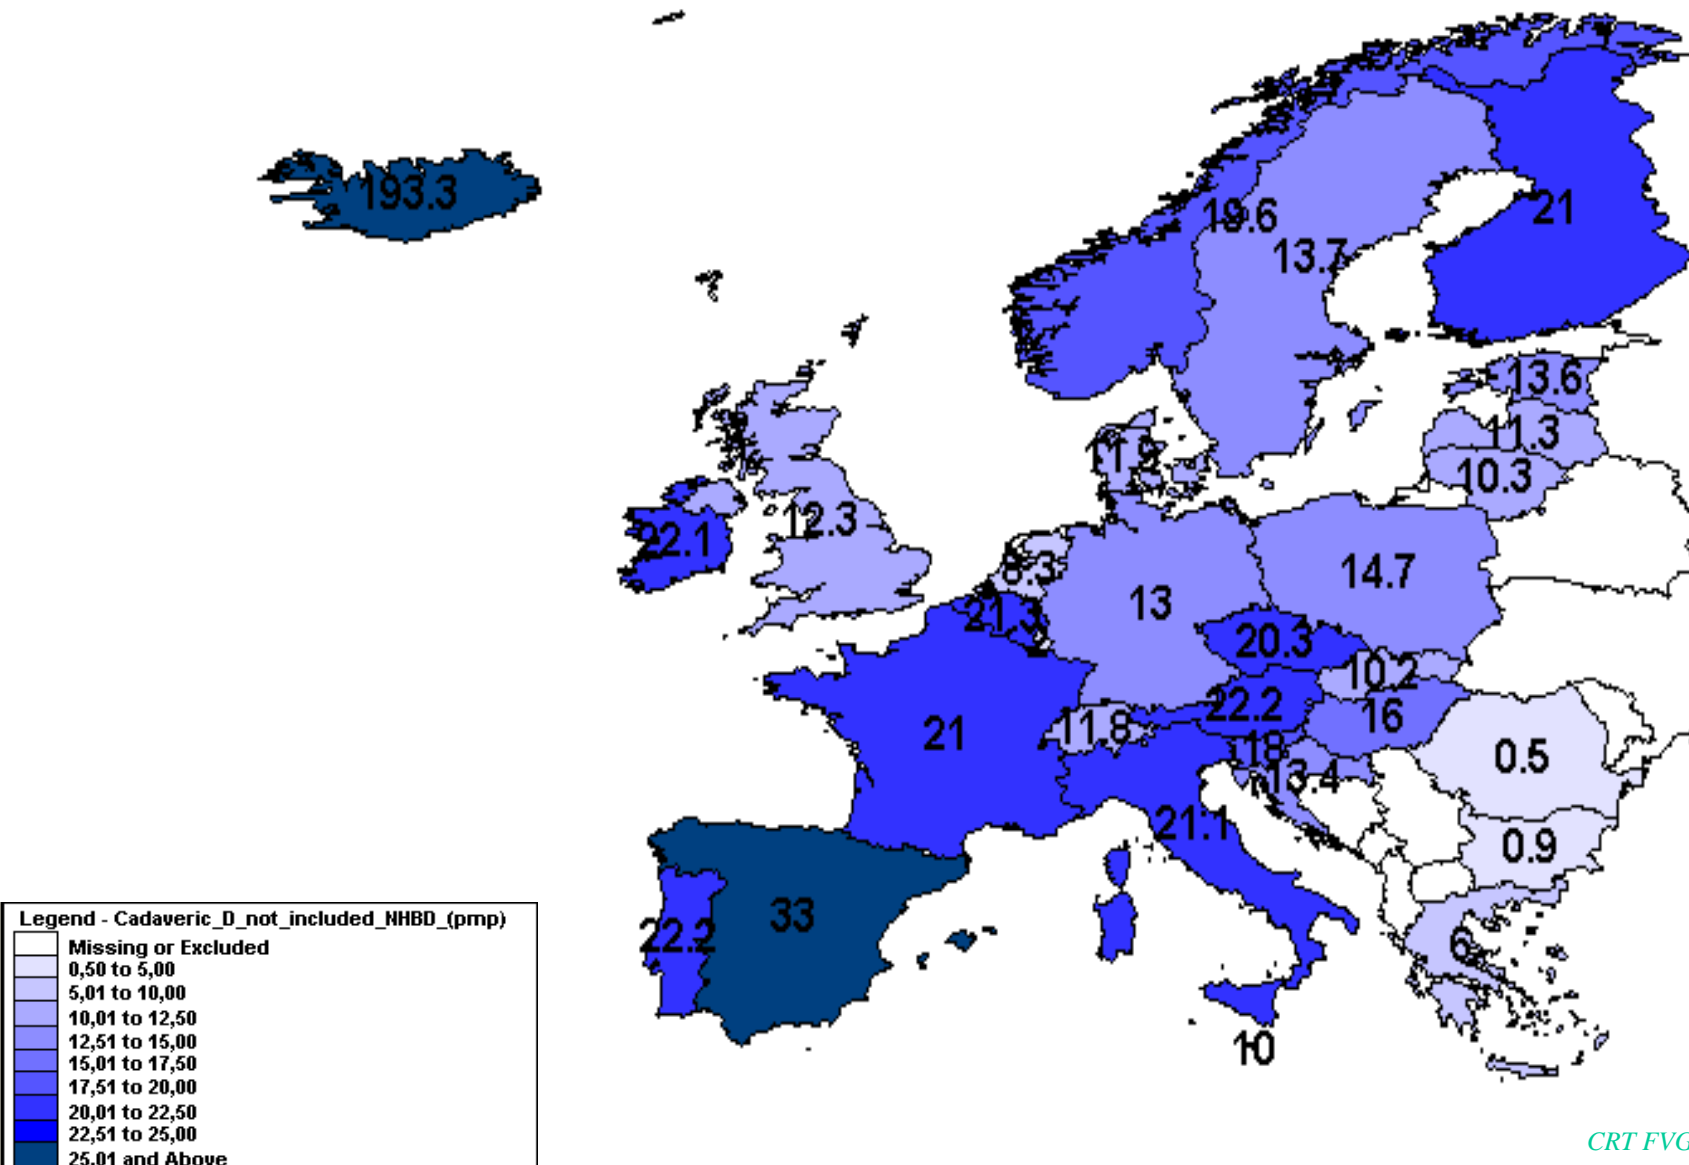 193.3
19.6
21
13.7
13.6
11.3
10.3
12.3
22.1
8.3
14.7
13
21.3
20.3
10.2
22.2
16
11.8
21
18
13.4
0.5
21.1
0.9
33
22.2
6
10
Legend - Cadaveric_D_not_included_NHBD_(pmp)
Missing or Excluded
0,50 to 5,00
5,01 to 10,00
10,01 to 12,50
12,51 to 15,00
15,01 to 17,50
17,51 to 20,00
20,01 to 22,50
22,51 to 25,00
25,01 and Above
CRT FVG